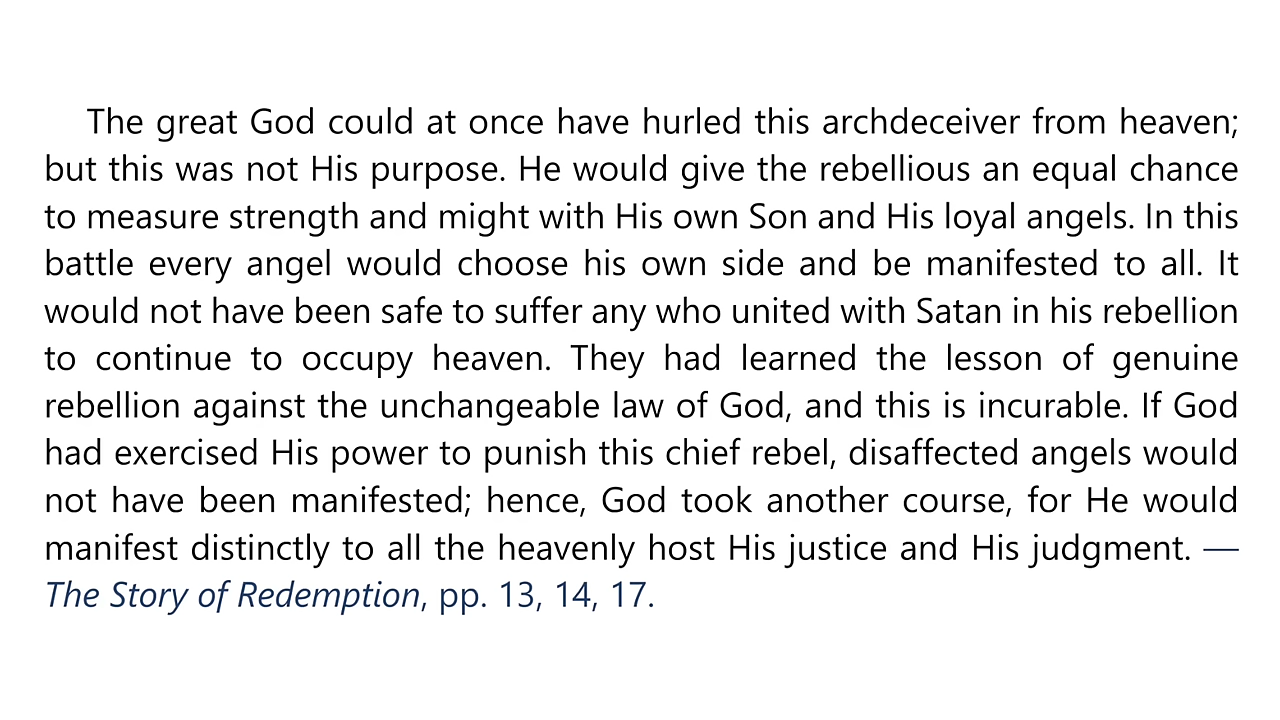 The great God could at once have hurled this archdeceiver from heaven;
but this was not His purpose. He would give the rebellious an equal chance
to measure strength and might with His own Son and His loyal angels. In this
battle every angel would choose his own side and be manifested to all. It
would not have been safe to suffer any who united with Satan in his rebellion
to continue to occupy heaven. They had learned the lesson of genuine
rebellion against the unchangeable law of God, and this is incurable. If God
had exercised His power to punish this chief rebel, disaffected angels would
not have been manifested; hence, God took another course, for He would
manifest distinctly to all the heavenly host His justice and His judgment. —
The Story of Redemption, pp. 13, 14, 17.